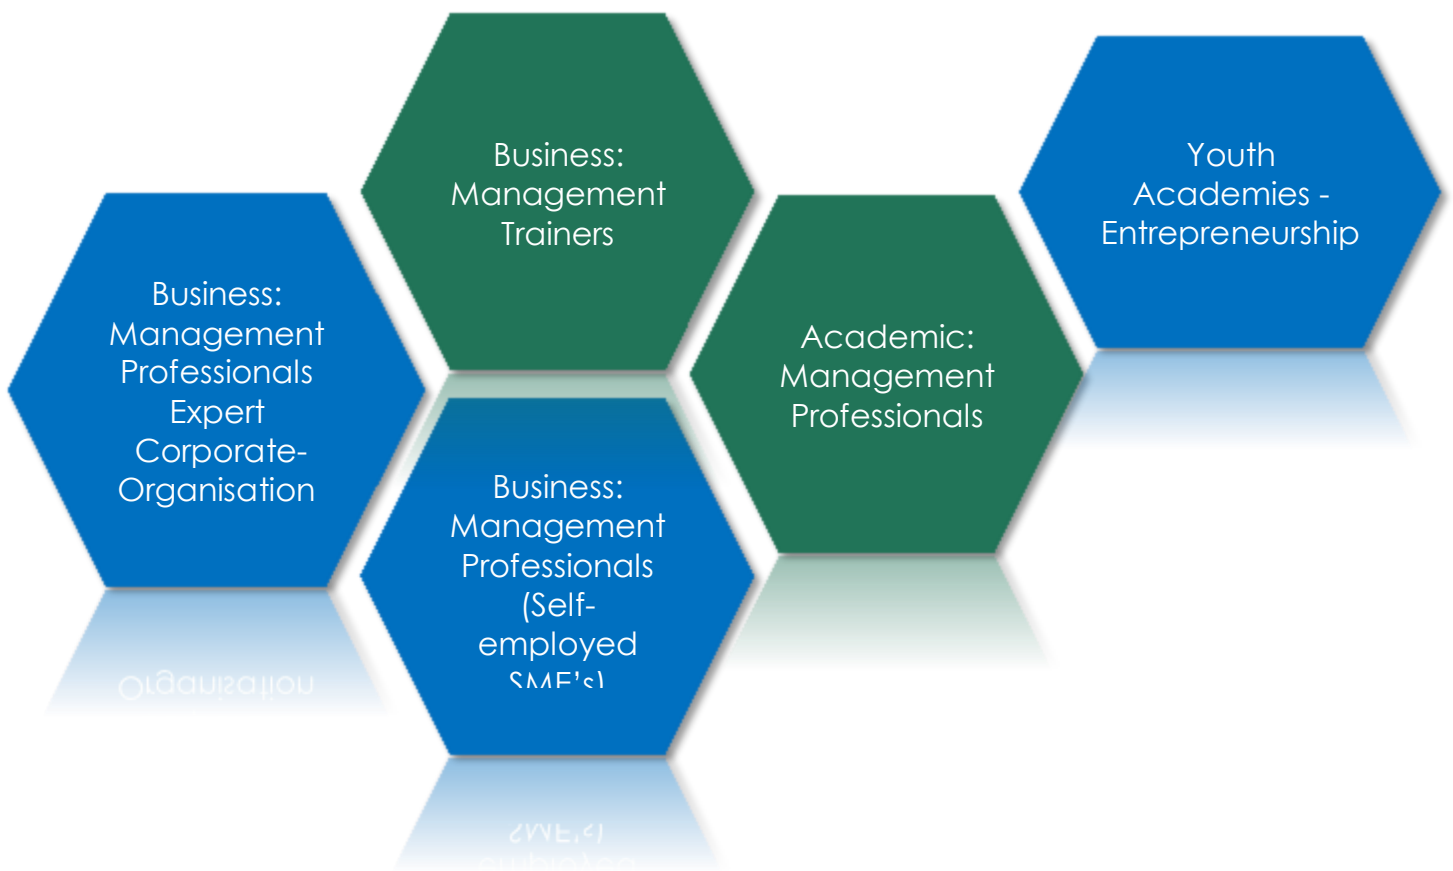 Business:
Management
Professionals
Expert
Corporate-
Organisation
Business:
Management
Trainers
Business:
Management
Professionals
(Self-
employed
SME's)
Academic:
Management
Professionals
Youth
Academies -
Entrepreneurship